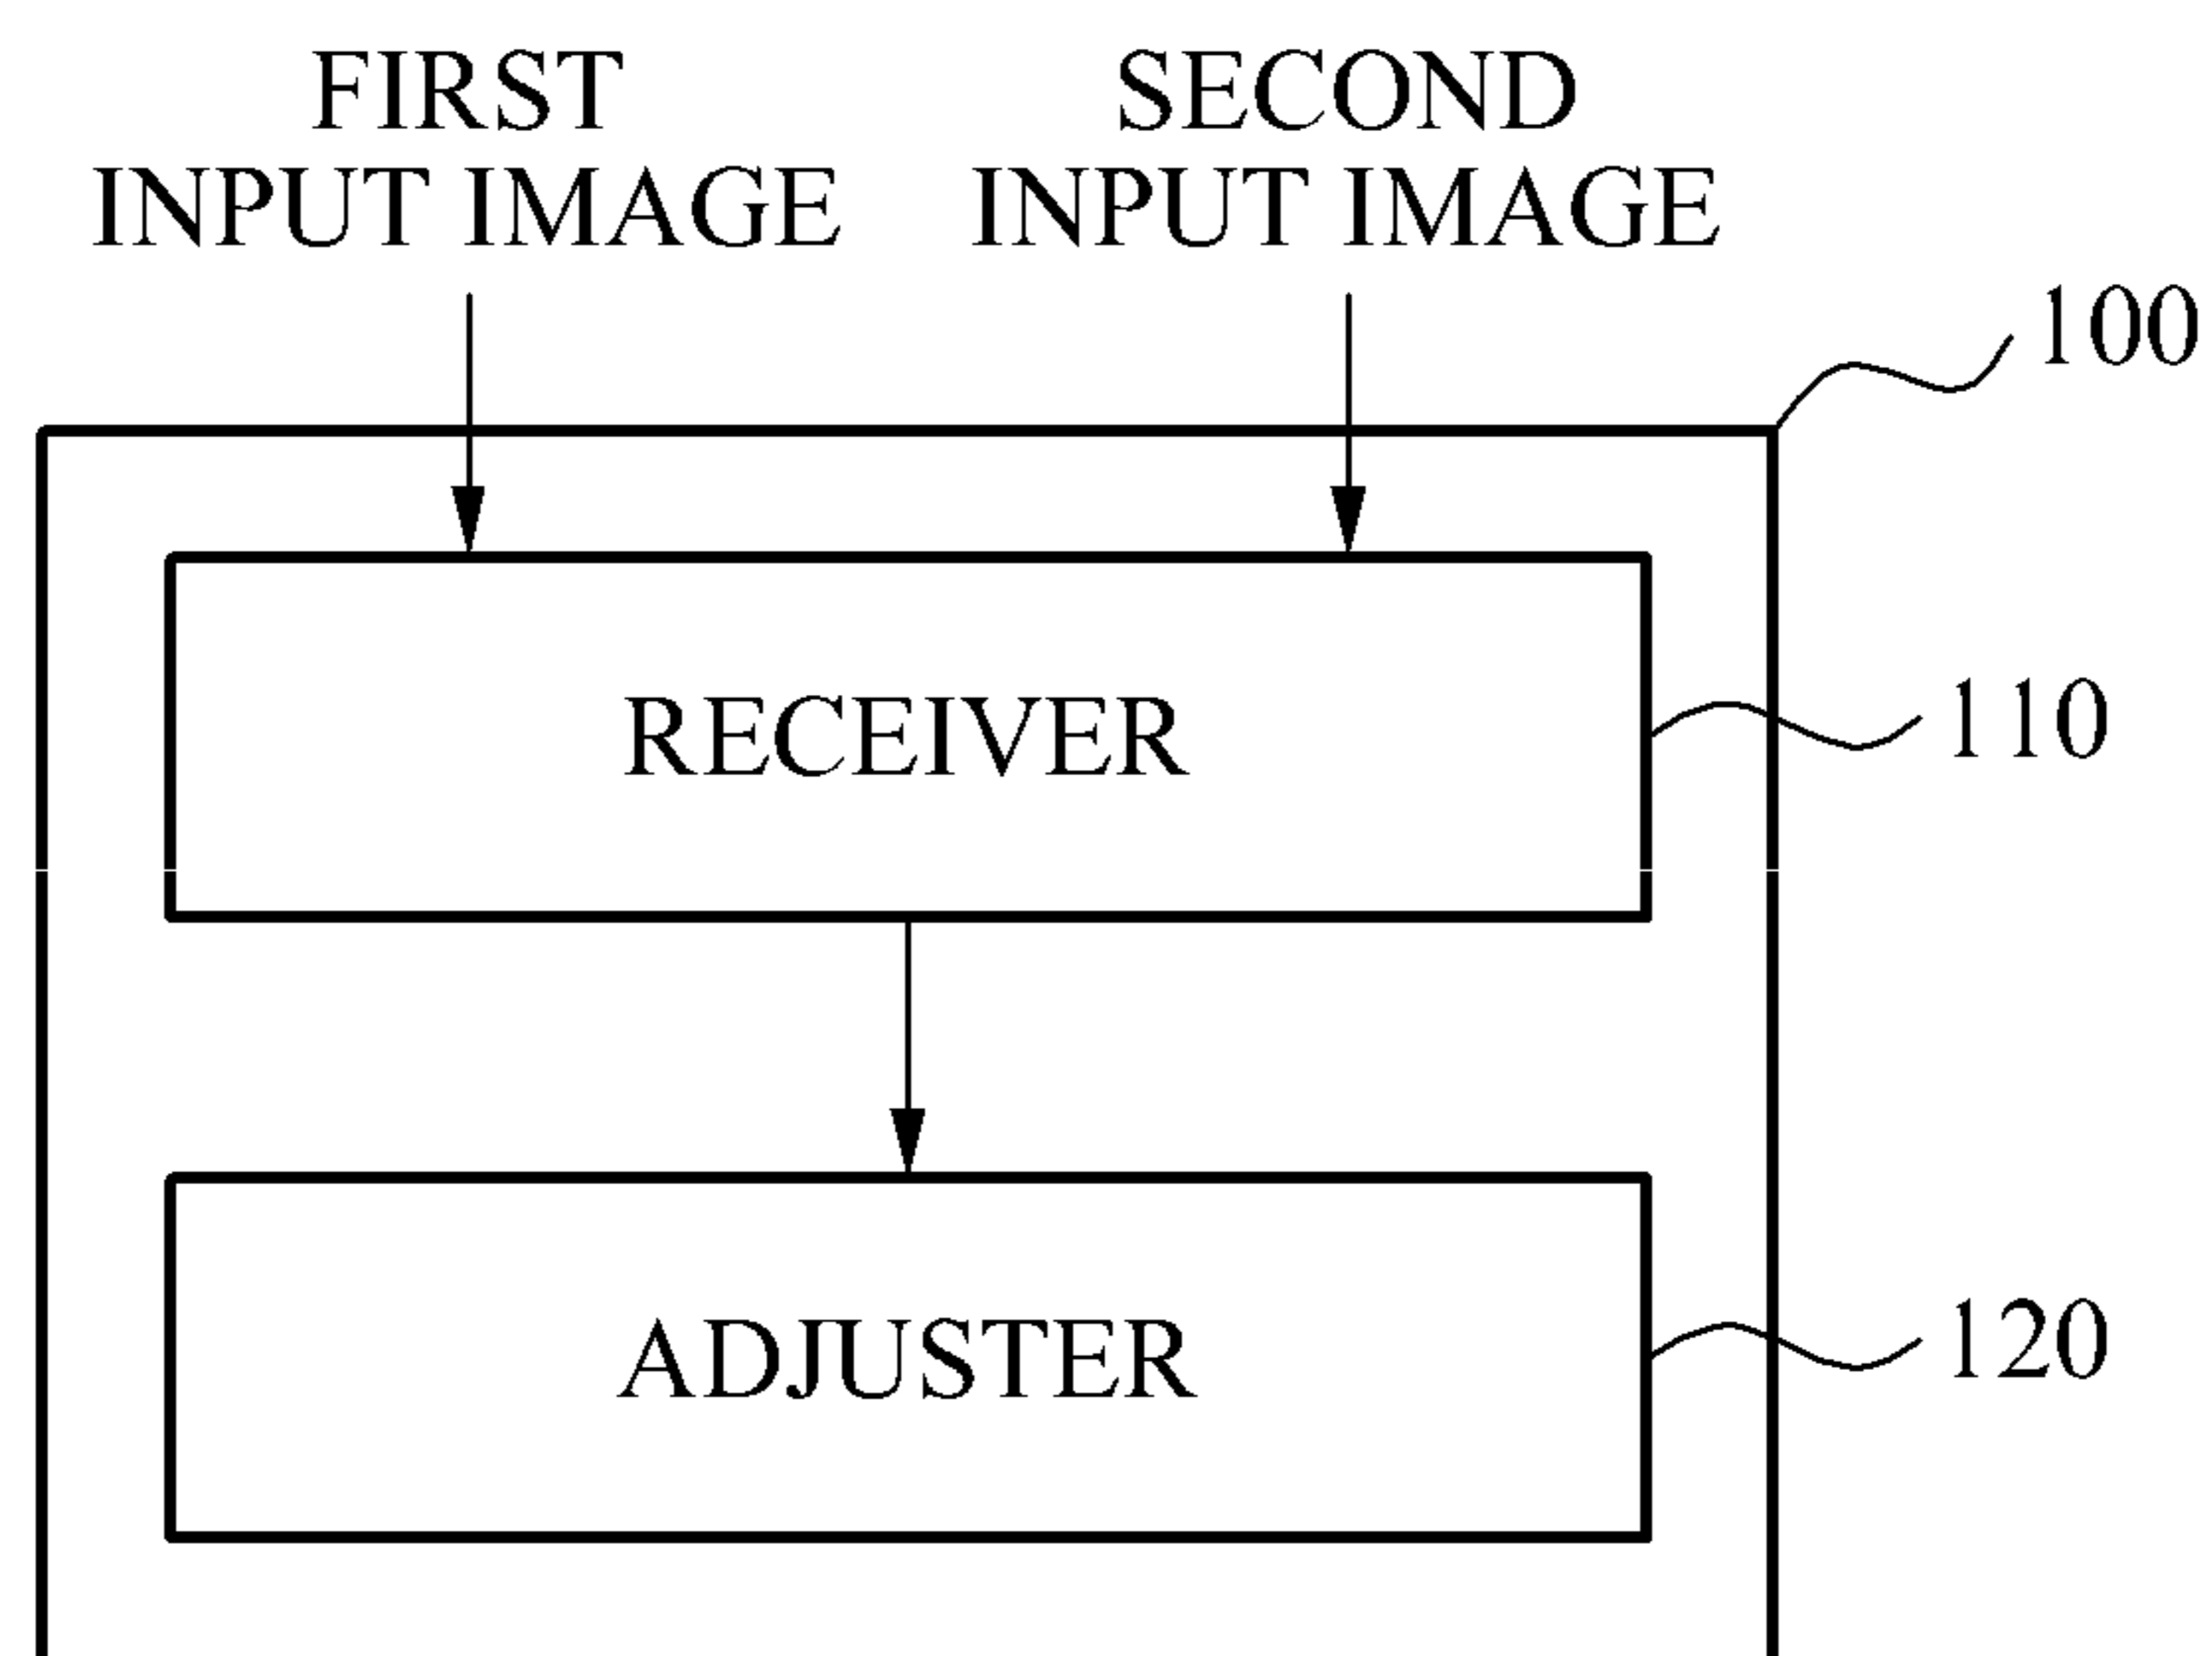 FIRST
INPUT IMAGE
SECOND
INPUT IMAGE
100
RECEIVER
110
ADJUSTER
120